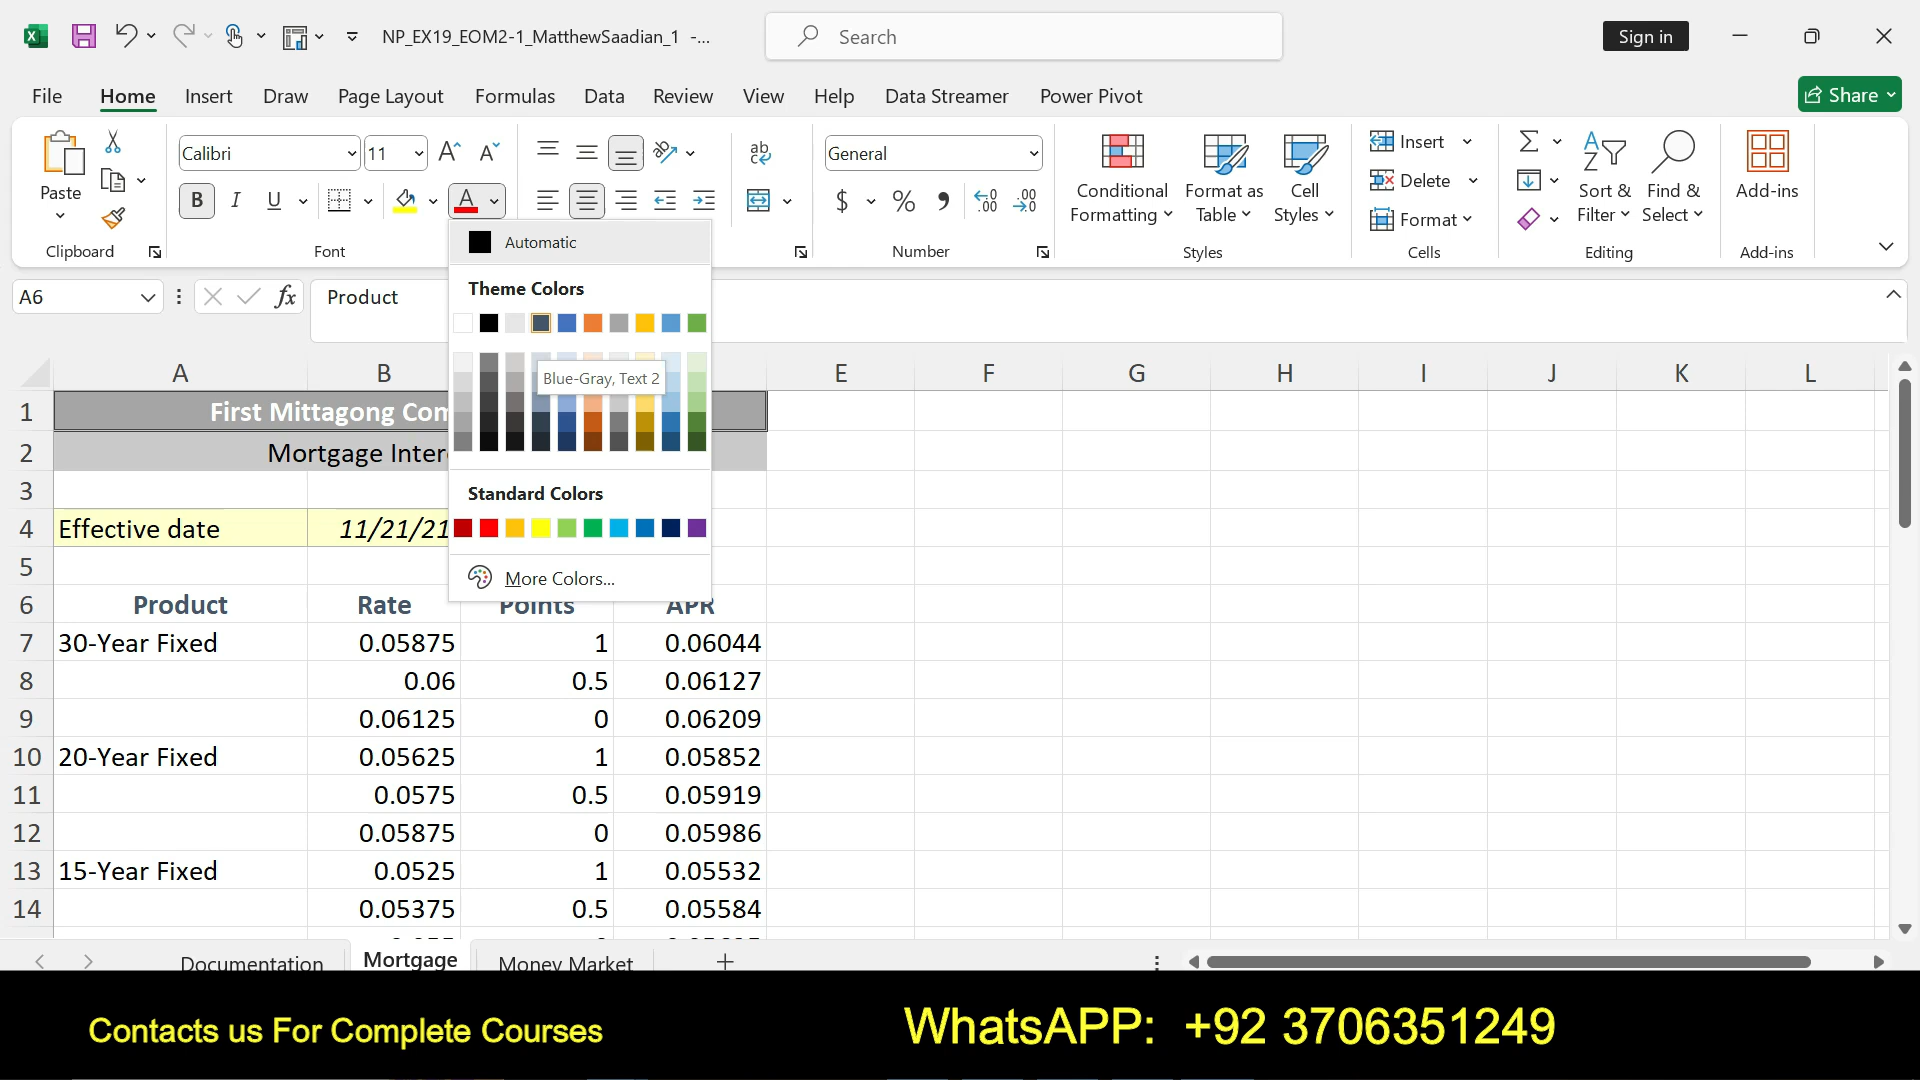 NP_EX19_EOM2-1_MatthewSaadian_1 -...
Search
Sign in
File Home Insert Draw Page Layout Formulas Data Review View Help Data Streamer Power Pivot
Share
Paste
Clipboard
Calibri 11
B I U
Font
ab
General
$ % 9
Number
Conditional Formatting
Format as Table
Cell Styles
Styles
Insert
Delete
Format
Cells
Sort & Filter
Find & Select
Editing
Add-ins
Add-ins
A6
fx
Product
Automatic
Theme Colors
Blue-Gray, Text 2
Standard Colors
More Colors...
A B E F G H I J K L
1 First Mittagong Com
2 Mortgage Inter
3
4 Effective date 11/21/21
5
6 Product Rate Points APR
7 30-Year Fixed 0.05875 1 0.06044
8 0.06 0.5 0.06127
9 0.06125 0 0.06209
10 20-Year Fixed 0.05625 1 0.05852
11 0.0575 0.5 0.05919
12 0.05875 0 0.05986
13 15-Year Fixed 0.0525 1 0.05532
14 0.05375 0.5 0.05584
Documentation Mortgage Money Market
Contacts us For Complete Courses
WhatsAPP: +92 3706351249